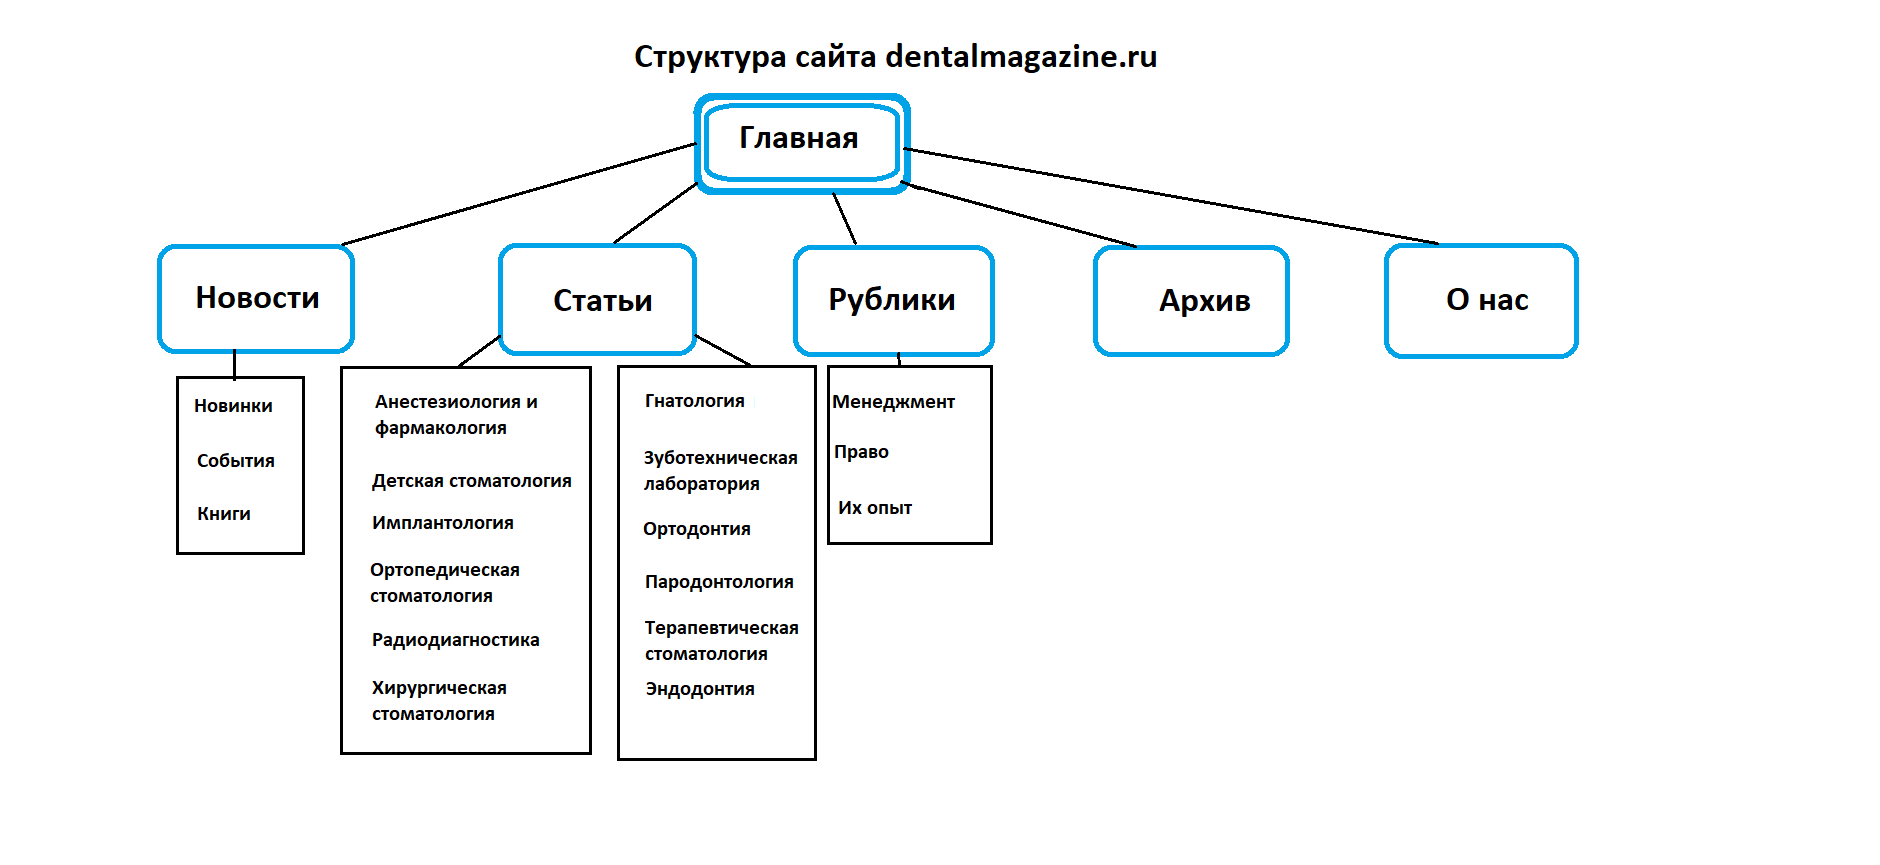 Структура сайта dentalmagazine.ru
Главная
Новости
Статьи
Рублики
Архив
О нас
Новинки
События
Книги
Анестезиология и
фармакология
Детская стоматология
Имплантология
Ортопедическая
стоматология
Радиодиагностика
Хирургическая
стоматология
Гнатология
Зуботехническая
лаборатория
Ортодонтия
Пародонтология
Терапевтическая
стоматология
Эндодонтия
Менеджмент
Право
Их опыт